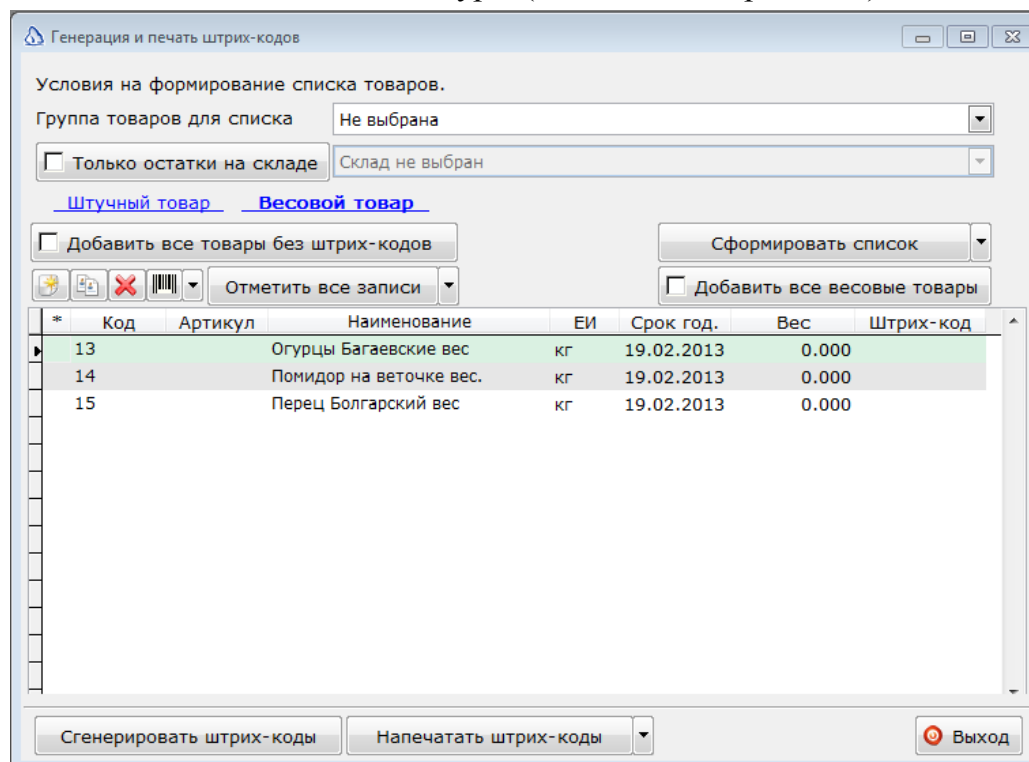 Генерация и печать штрих-кодов
Условия на формирование списка товаров.
Группа товаров для списка Не выбрана
Только остатки на складе Склад не выбран
Штучный товар Весовой товар
Добавить все товары без штрих-кодов Сформировать список
Отметить все записи Добавить все весовые товары
* Код Артикул Наименование ЕИ Срок год. Вес Штрих-код
13 Огурцы Багаевские вес кг 19.02.2013 0.000
14 Помидор на веточке вес. кг 19.02.2013 0.000
15 Перец Болгарский вес кг 19.02.2013 0.000
Сгенерировать штрих-коды Напечатать штрих-коды Выход